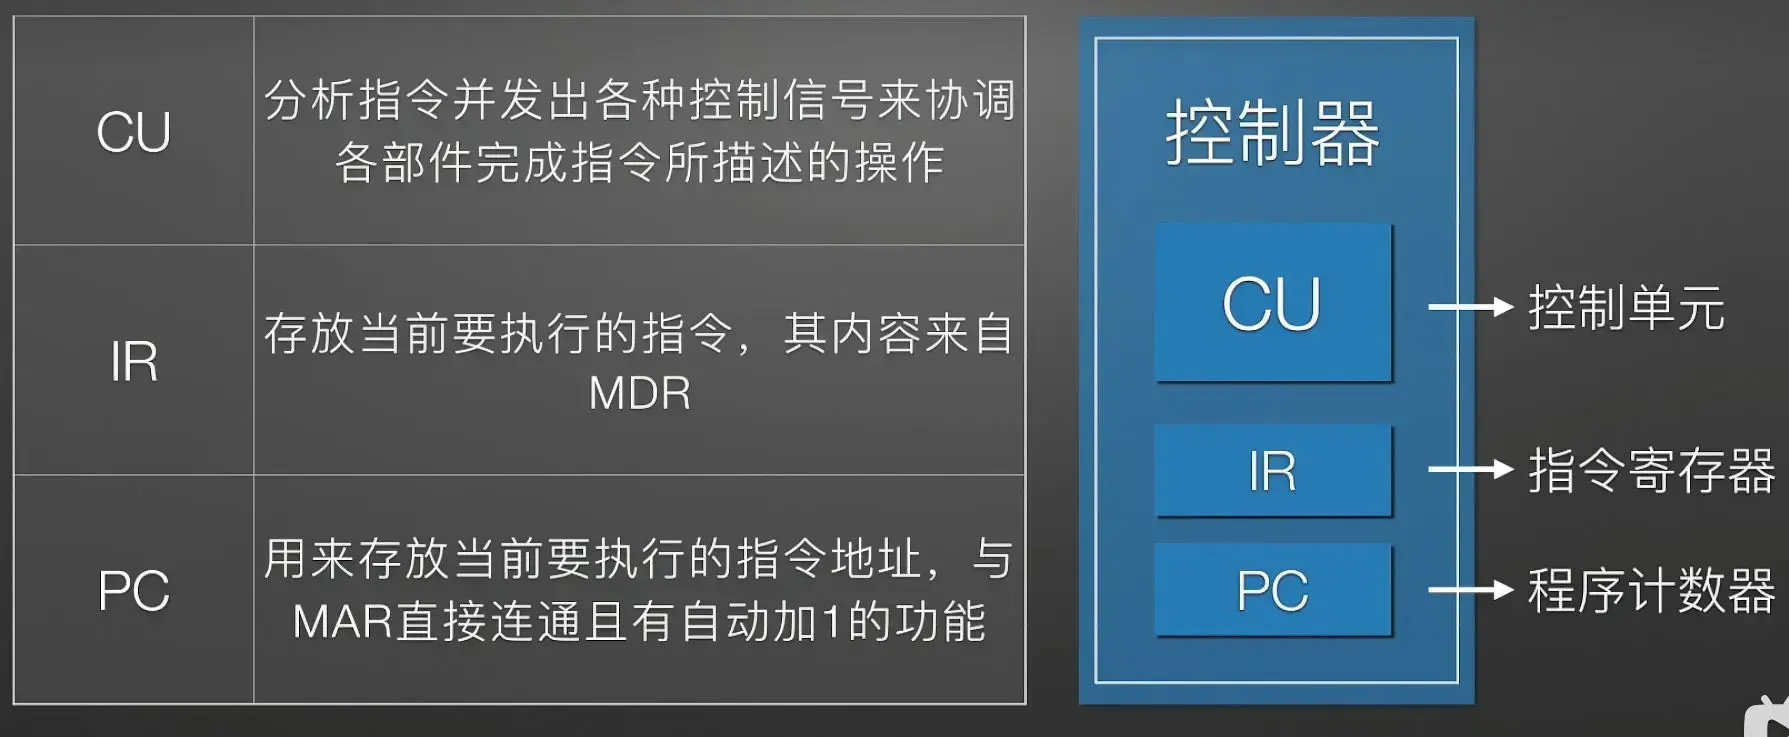 CU
分析指令并发出各种控制信号来协调
各部件完成指令所描述的操作
IR
存放当前要执行的指令，其内容来自
MDR
PC
用来存放当前要执行的指令地址，与
MAR直接连通且有自动加1的功能
控制器
CU
控制单元
IR
指令寄存器
PC
程序计数器